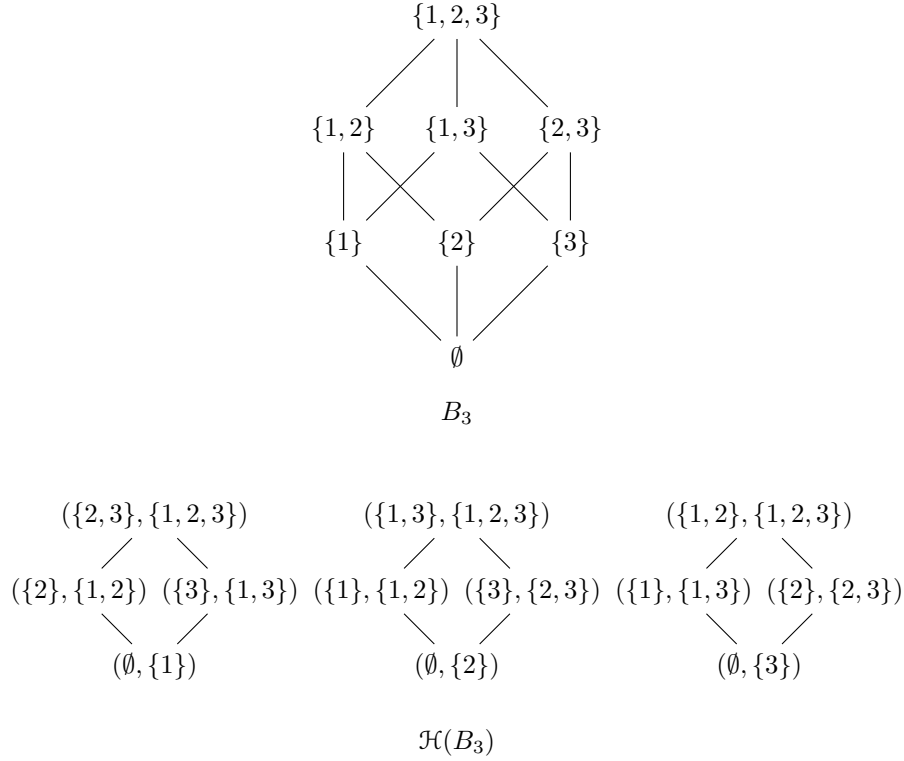 {1, 2, 3}
{1, 2} {1, 3} {2, 3}
{1} {2} {3}
∅
B₃
({2, 3}, {1, 2, 3}) ({1, 3}, {1, 2, 3}) ({1, 2}, {1, 2, 3})
({2}, {1, 2}) ({3}, {1, 3}) ({1}, {1, 2}) ({3}, {2, 3}) ({1}, {1, 3}) ({2}, {2, 3})
(∅, {1}) (∅, {2}) (∅, {3})
ℋ(B₃)